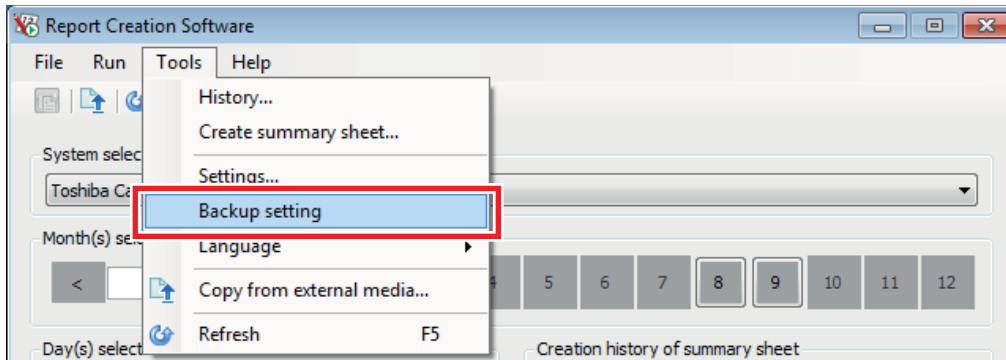 Report Creation Software
File Run Tools Help
History...
Create summary sheet...
System selec
Settings...
Toshiba Ca
Backup setting
Month(s) sel
Language
< 5 6 7 8 9 10 11 12
Copy from external media...
Refresh F5
Day(s) select Creation history of summary sheet